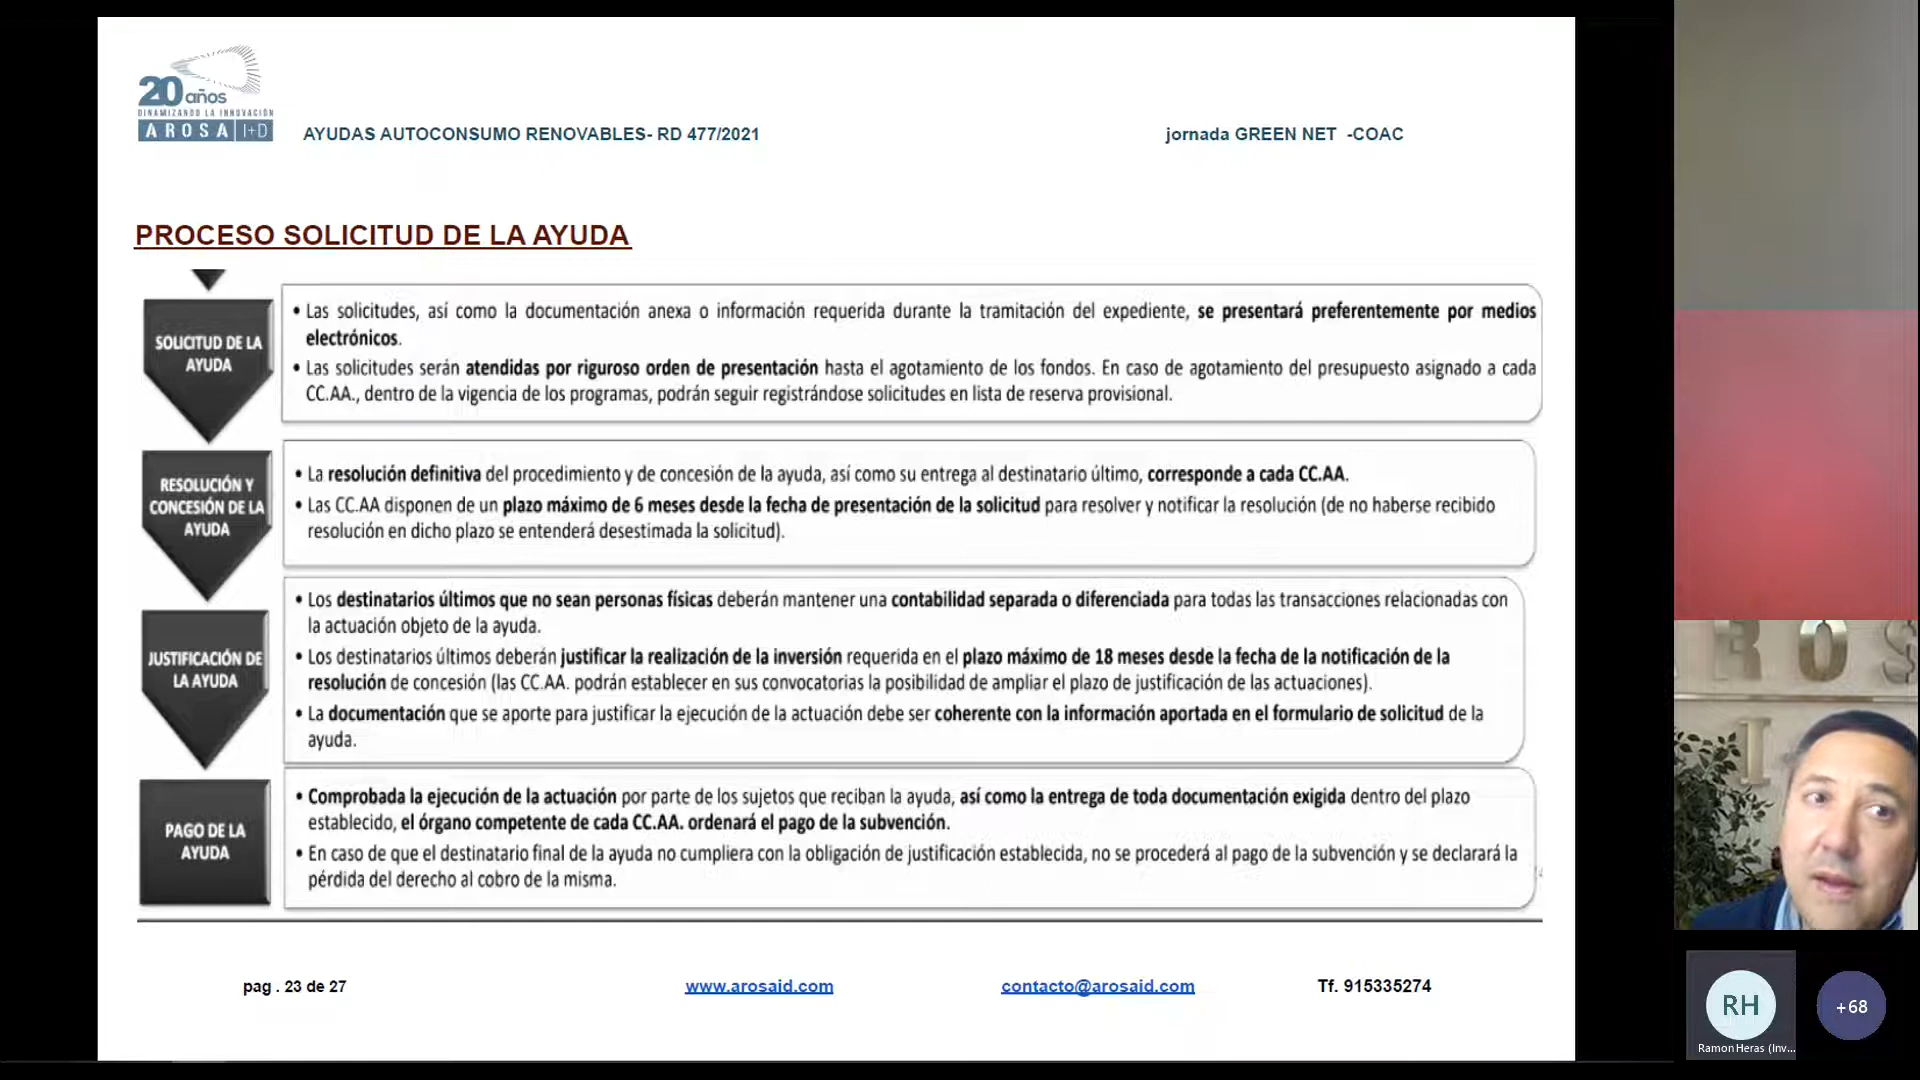 20 años
DINAMIZANDO LA INNOVACIÓN
AROSA I+D
AYUDAS AUTOCONSUMO RENOVABLES- RD 477/2021
jornada GREEN NET -COAC
PROCESO SOLICITUD DE LA AYUDA
SOLICITUD DE LA
AYUDA
• Las solicitudes, así como la documentación anexa o información requerida durante la tramitación del expediente, se presentará preferentemente por medios
electrónicos.
• Las solicitudes serán atendidas por riguroso orden de presentación hasta el agotamiento de los fondos. En caso de agotamiento del presupuesto asignado a cada
CC.AA., dentro de la vigencia de los programas, podrán seguir registrándose solicitudes en lista de reserva provisional.
RESOLUCIÓN Y
CONCESIÓN DE LA
AYUDA
• La resolución definitiva del procedimiento y de concesión de la ayuda, así como su entrega al destinatario último, corresponde a cada CC.AA.
• Las CC.AA disponen de un plazo máximo de 6 meses desde la fecha de presentación de la solicitud para resolver y notificar la resolución (de no haberse recibido
resolución en dicho plazo se entenderá desestimada la solicitud).
JUSTIFICACIÓN DE
LA AYUDA
• Los destinatarios últimos que no sean personas físicas deberán mantener una contabilidad separada o diferenciada para todas las transacciones relacionadas con
la actuación objeto de la ayuda.
• Los destinatarios últimos deberán justificar la realización de la inversión requerida en el plazo máximo de 18 meses desde la fecha de la notificación de la
resolución de concesión (las CC.AA. podrán establecer en sus convocatorias la posibilidad de ampliar el plazo de justificación de las actuaciones).
• La documentación que se aporte para justificar la ejecución de la actuación debe ser coherente con la información aportada en el formulario de solicitud de la
ayuda.
PAGO DE LA
AYUDA
• Comprobada la ejecución de la actuación por parte de los sujetos que reciban la ayuda, así como la entrega de toda documentación exigida dentro del plazo
establecido, el órgano competente de cada CC.AA. ordenará el pago de la subvención.
• En caso de que el destinatario final de la ayuda no cumpliera con la obligación de justificación establecida, no se procederá al pago de la subvención y se declarará la
pérdida del derecho al cobro de la misma.
pag . 23 de 27
www.arosaid.com
contacto@arosaid.com
Tf. 915335274
ROS
I
RH
+68
Ramon Heras (Inv...